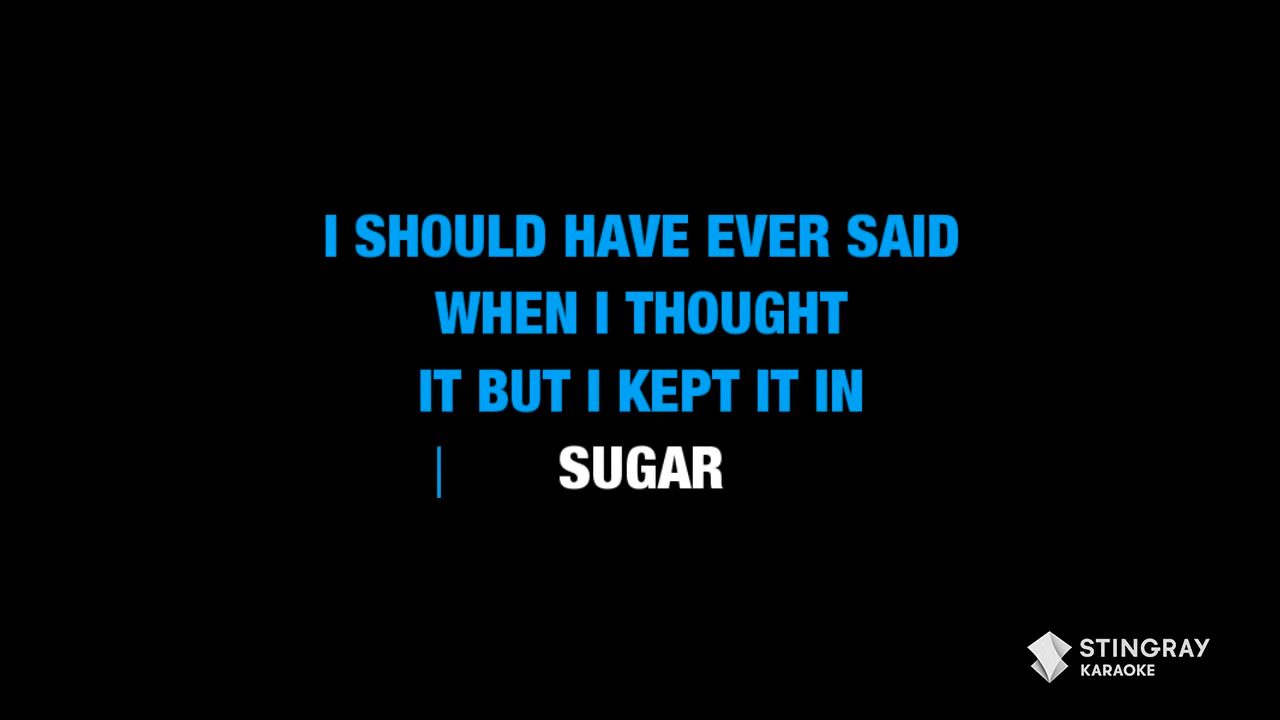 I SHOULD HAVE EVER SAID
WHEN I THOUGHT
IT BUT I KEPT IT IN
SUGAR
STINGRAY
KARAOKE